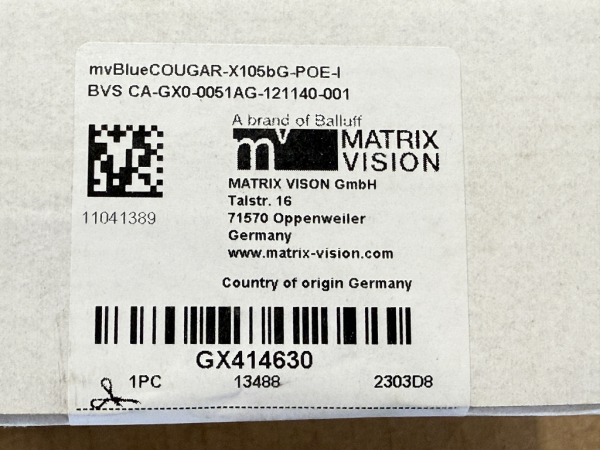 mvBlueCOUGAR-X105bG-POE-I
BVS CA-GX0-0051AG-121140-001
A brand of Balluff
mv MATRIX VISION
11041389
MATRIX VISON GmbH
Talstr. 16
71570 Oppenweiler
Germany
www.matrix-vision.com
Country of origin Germany
GX414630
1PC 13488 2303D8